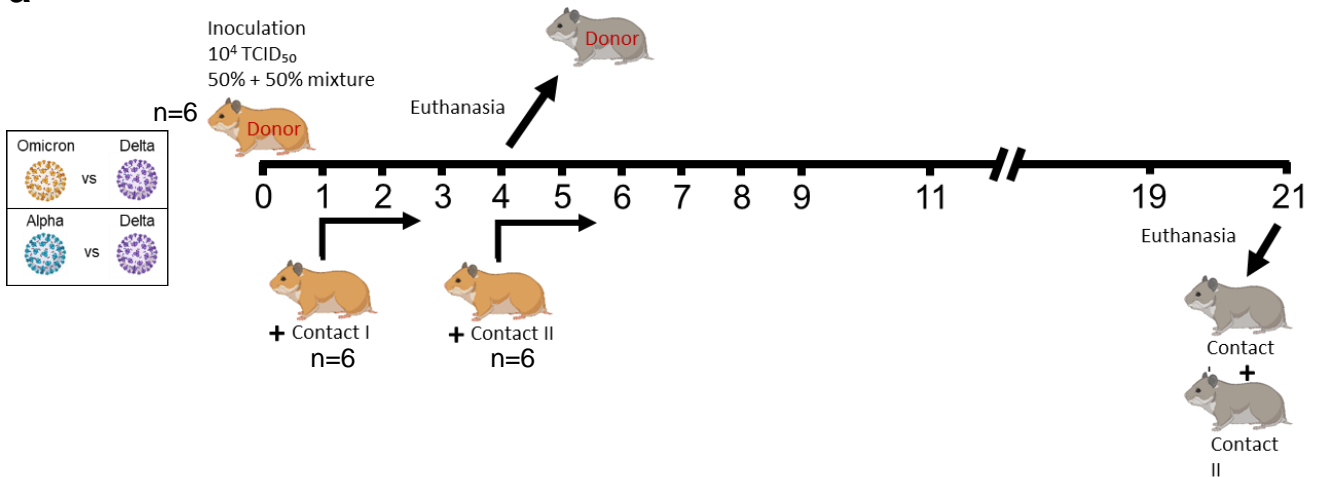 Inoculation
10⁴ TCID₅₀
50% + 50% mixture
n=6
Donor
Euthanasia
Donor
Omicron vs Delta
Alpha vs Delta
0 1 2 3 4 5 6 7 8 9 11 19 21
+ Contact I
n=6
+ Contact II
n=6
Euthanasia
Contact
+
Contact
II